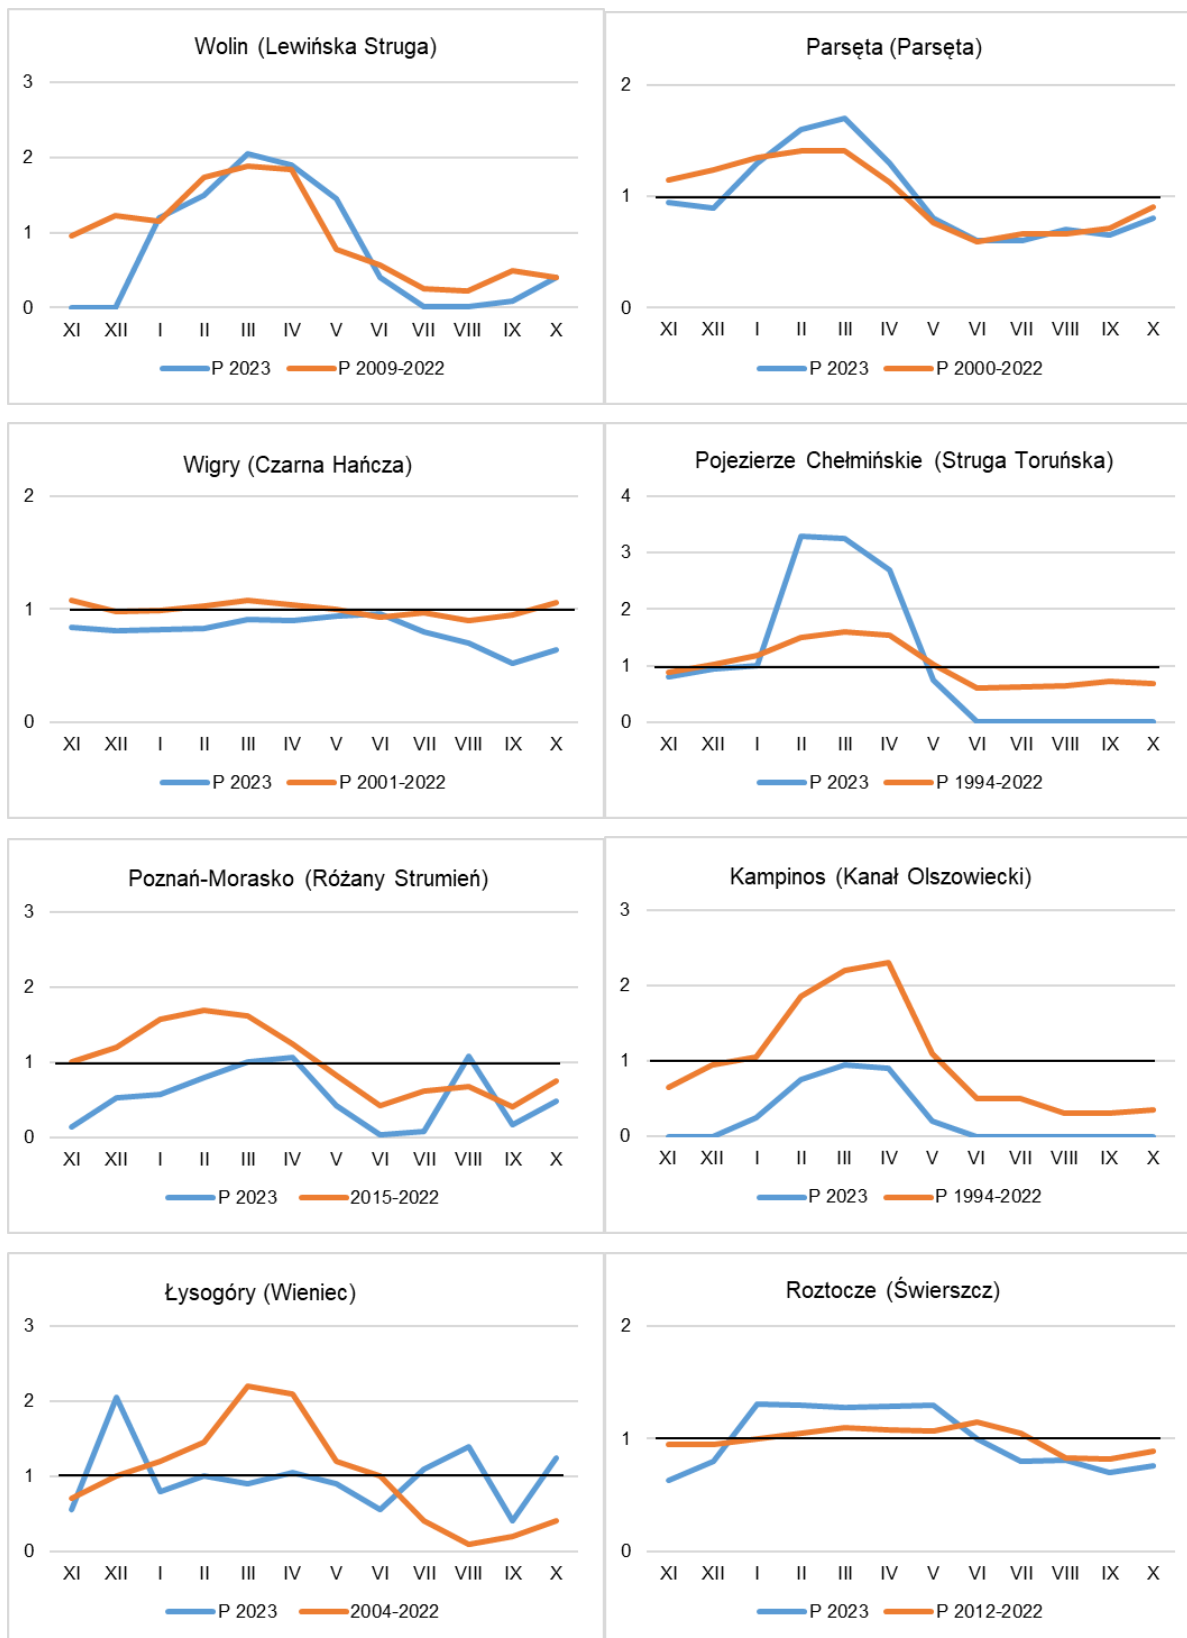 Wolin (Lewińska Struga)
3
2
1
0
XI XII I II III IV V VI VII VIII IX X
P 2023 P 2009-2022
Parsęta (Parsęta)
2
1
0
XI XII I II III IV V VI VII VIII IX X
P 2023 P 2000-2022
Wigry (Czarna Hańcza)
2
1
0
XI XII I II III IV V VI VII VIII IX X
P 2023 P 2001-2022
Pojezierze Chełmińskie (Struga Toruńska)
4
3
2
1
0
XI XII I II III IV V VI VII VIII IX X
P 2023 P 1994-2022
Poznań-Morasko (Różany Strumień)
3
2
1
0
XI XII I II III IV V VI VII VIII IX X
P 2023 2015-2022
Kampinos (Kanał Olszowiecki)
3
2
1
0
XI XII I II III IV V VI VII VIII IX X
P 2023 P 1994-2022
Łysogóry (Wieniec)
3
2
1
0
XI XII I II III IV V VI VII VIII IX X
P 2023 2004-2022
Roztocze (Świerszcz)
2
1
0
XI XII I II III IV V VI VII VIII IX X
P 2023 P 2012-2022